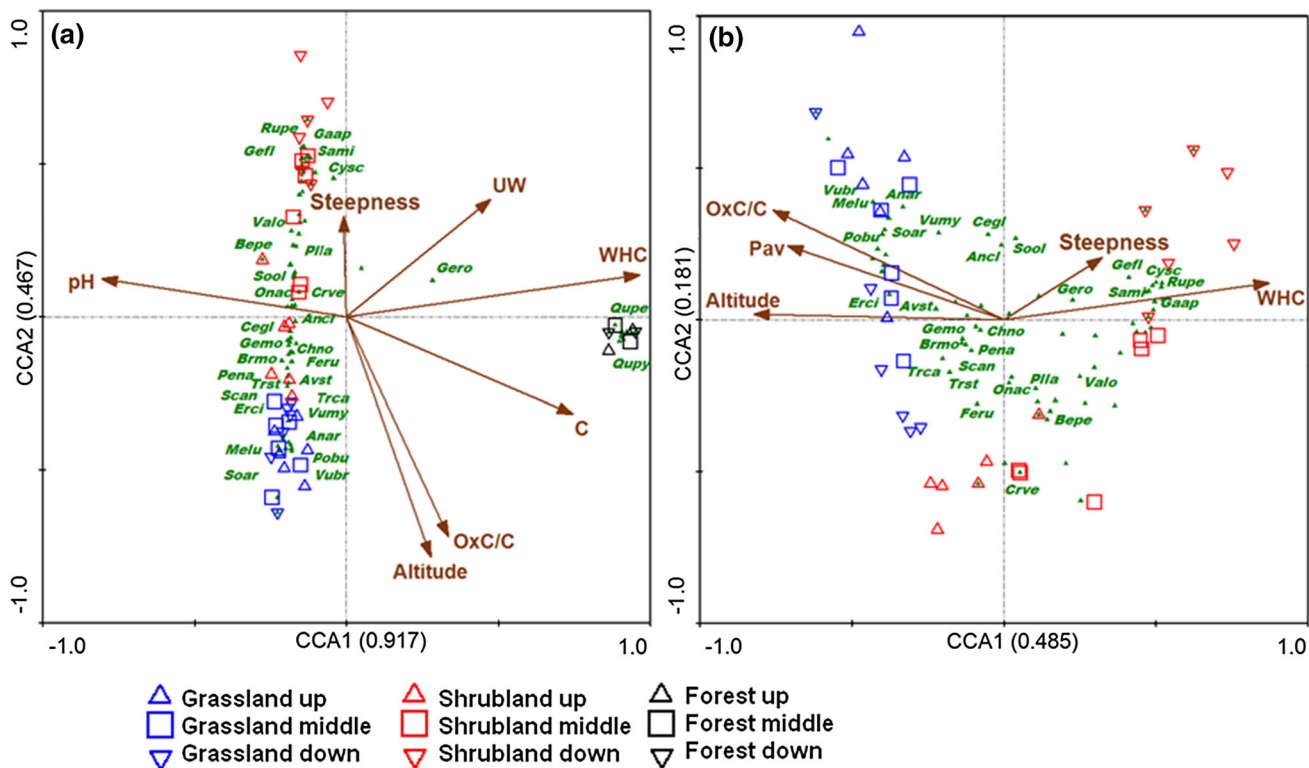 (a)
1.0
CCA2 (0.467)
-1.0
-1.0
CCA1 (0.917)
1.0
Rupe
Gaap
Gefl
Sami
Cysc
Steepness
UW
Valo
Bepe
Plla
WHC
pH
Sool
Gero
Onac
Crve
Qupe
Cegl
Ancl
Gemo
Chno
Brmo
Feru
Qupy
Pena
Trst
Avst
Scan
Trca
Erci
Vumy
C
Melu
Anar
Pobu
Soar
Vubr
OxC/C
Altitude
(b)
1.0
CCA2 (0.181)
-1.0
-1.0
CCA1 (0.485)
1.0
Vubr
Anar
Melu
OxC/C
Vumy
Cegl
Pobu
Soar
Sool
Steepness
Pav
Ancl
Gefl
Cysc
Rupe
Gero
Sami
WHC
Altitude
Erci
Avst
Gaap
Gemo
Chno
Brmo
Pena
Trca
Scan
Trst
Onac
Plla
Valo
Feru
Bepe
Crve
Grassland up
Shrubland up
Forest up
Grassland middle
Shrubland middle
Forest middle
Grassland down
Shrubland down
Forest down